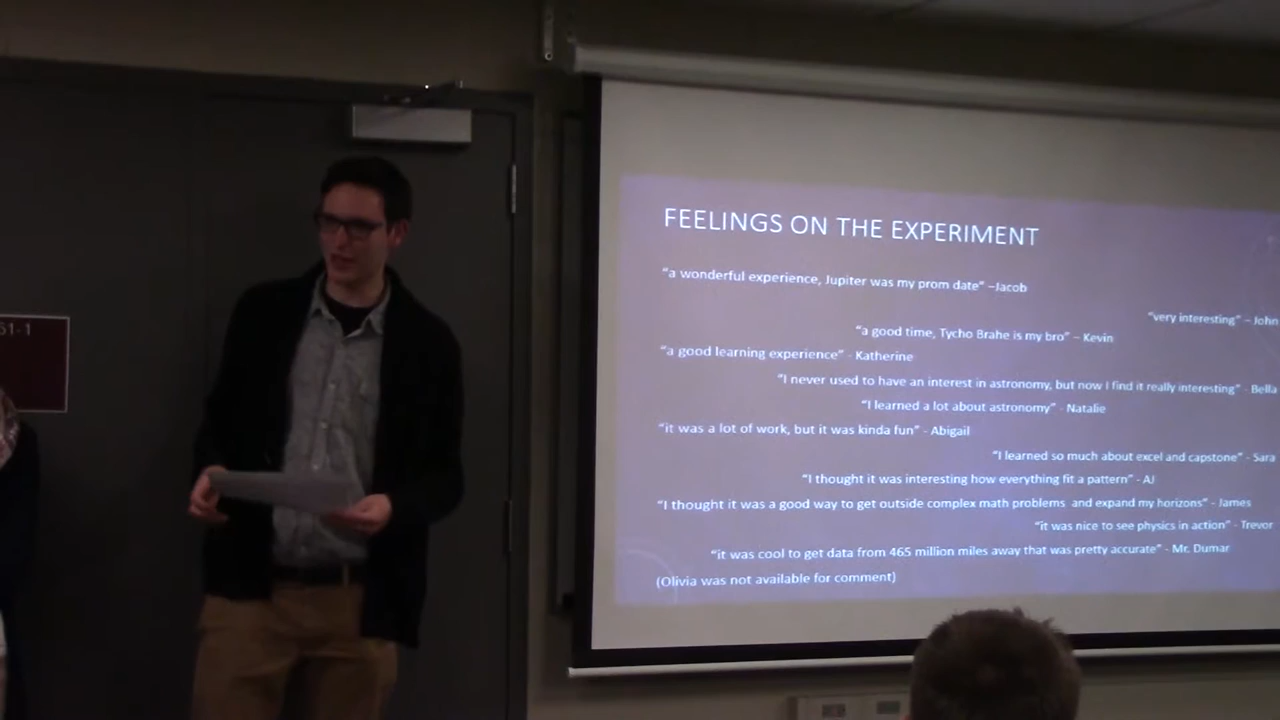 51-1
FEELINGS ON THE EXPERIMENT
“a wonderful experience, Jupiter was my prom date” –Jacob
“very interesting” – John
“a good time, Tycho Brahe is my bro” – Kevin
“a good learning experience” - Katherine
“I never used to have an interest in astronomy, but now I find it really interesting” - Bella
“I learned a lot about astronomy” - Natalie
“it was a lot of work, but it was kinda fun” - Abigail
“I learned so much about excel and capstone” - Sara
“I thought it was interesting how everything fit a pattern” - AJ
“I thought it was a good way to get outside complex math problems and expand my horizons” - James
“it was nice to see physics in action” - Trevor
“it was cool to get data from 465 million miles away that was pretty accurate” - Mr. Dumar
(Olivia was not available for comment)